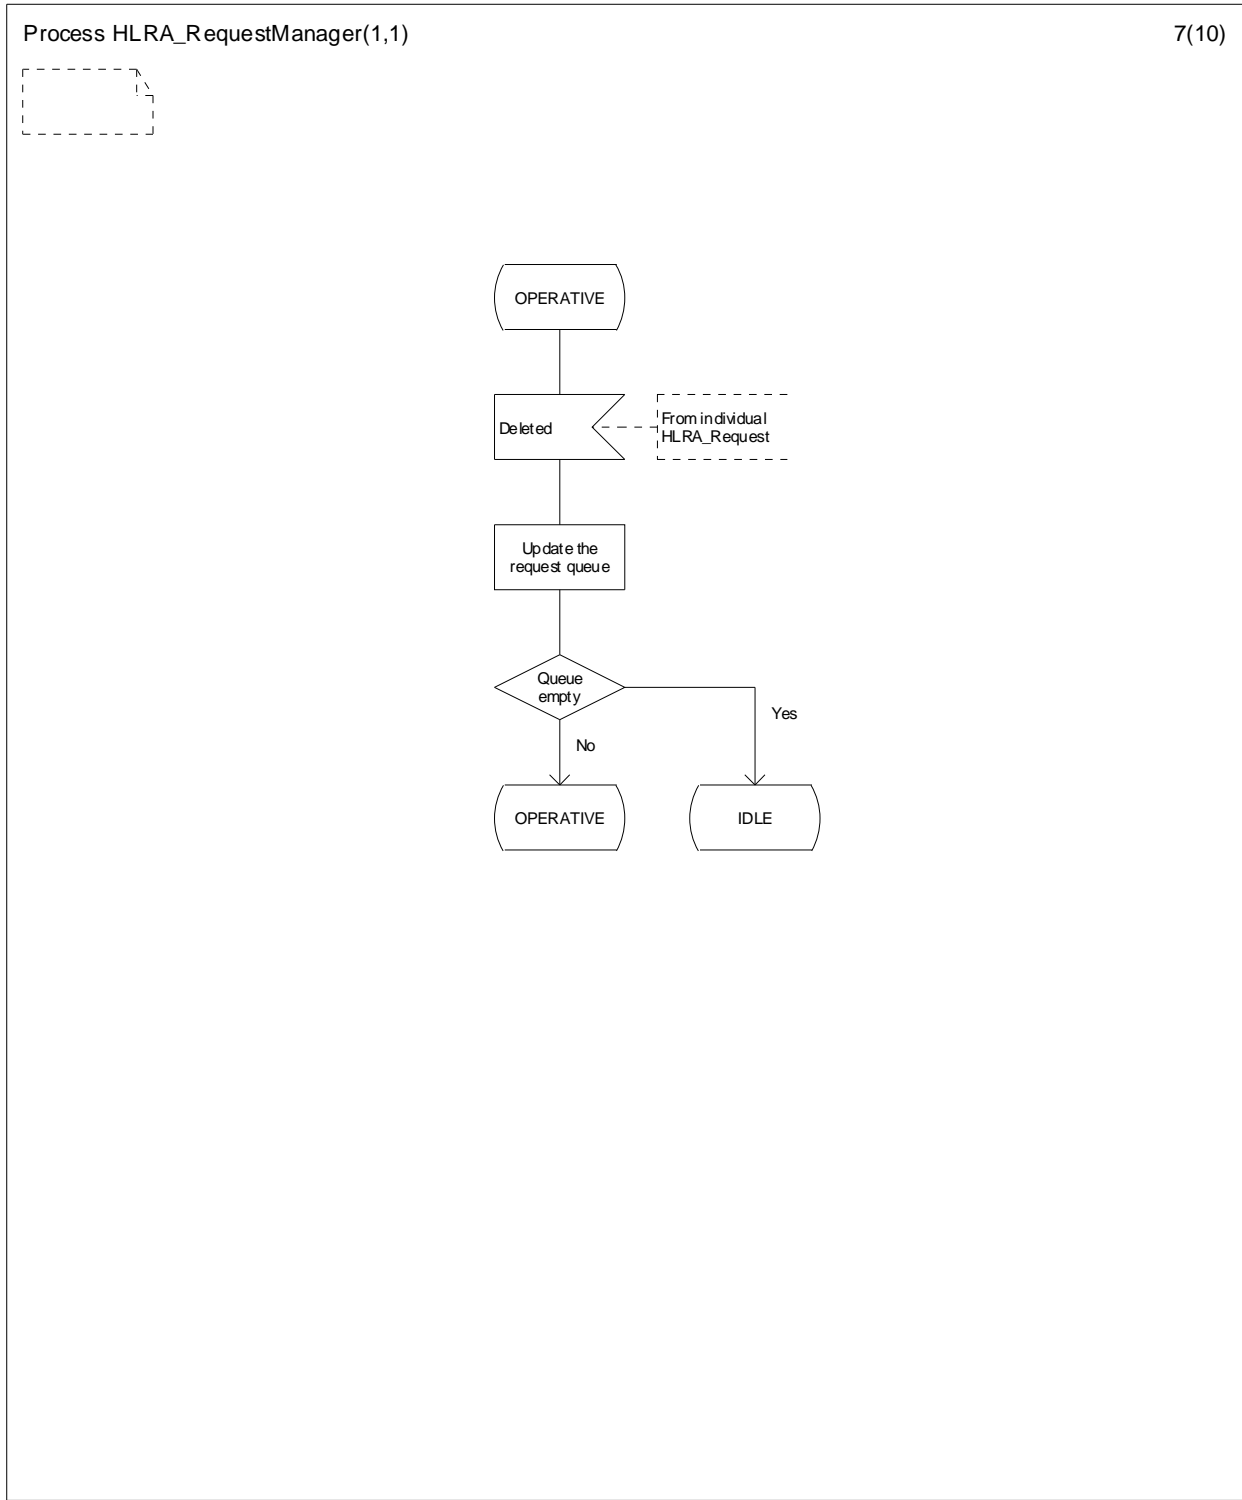 Process HLRA_RequestManager(1,1)
7(10)
OPERATIVE
Deleted
From individual
HLRA_Request
Update the
request queue
Queue
empty
Yes
No
OPERATIVE
IDLE